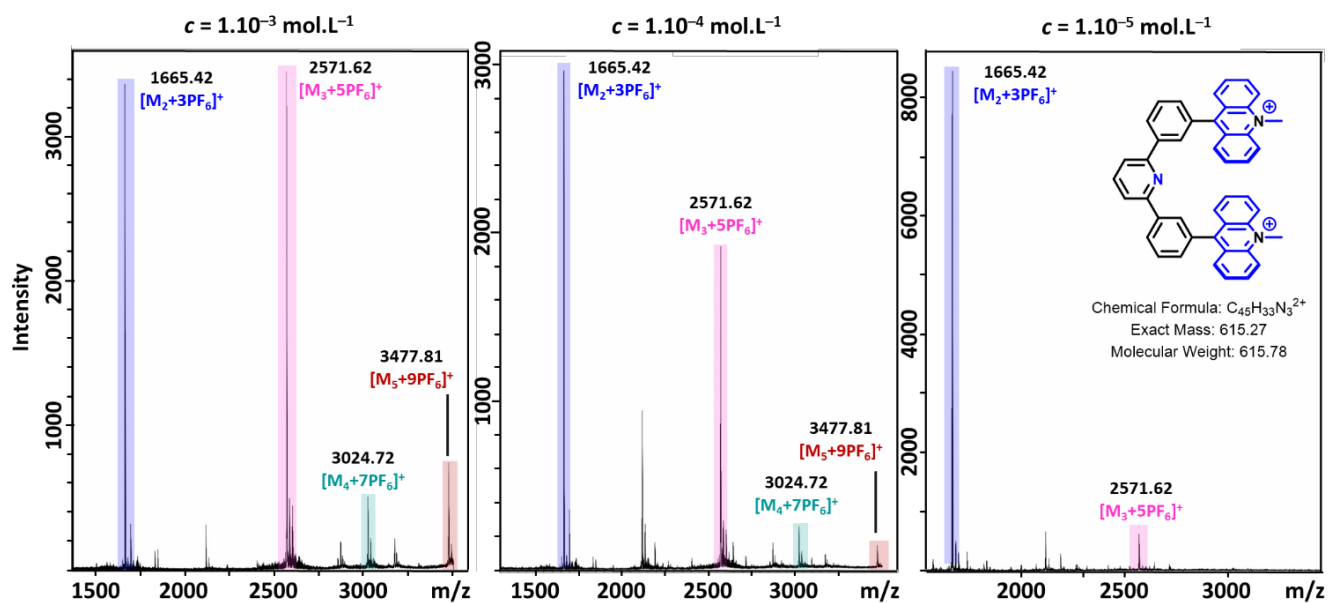 c = 1.10⁻³ mol.L⁻¹
c = 1.10⁻⁴ mol.L⁻¹
c = 1.10⁻⁵ mol.L⁻¹
Intensity
3000
2000
1000
1665.42
[M₂+3PF₆]⁺
2571.62
[M₃+5PF₆]⁺
3024.72
[M₄+7PF₆]⁺
3477.81
[M₅+9PF₆]⁺
1500 2000 2500 3000 m/z
3000
2000
1000
1665.42
[M₂+3PF₆]⁺
2571.62
[M₃+5PF₆]⁺
3024.72
[M₄+7PF₆]⁺
3477.81
[M₅+9PF₆]⁺
1500 2000 2500 3000 m/z
8000
6000
4000
2000
1665.42
[M₂+3PF₆]⁺
N
N
⊕
N
⊕
Chemical Formula: C₄₅H₃₃N₃²⁺
Exact Mass: 615.27
Molecular Weight: 615.78
2571.62
[M₃+5PF₆]⁺
2000 2500 3000 m/z